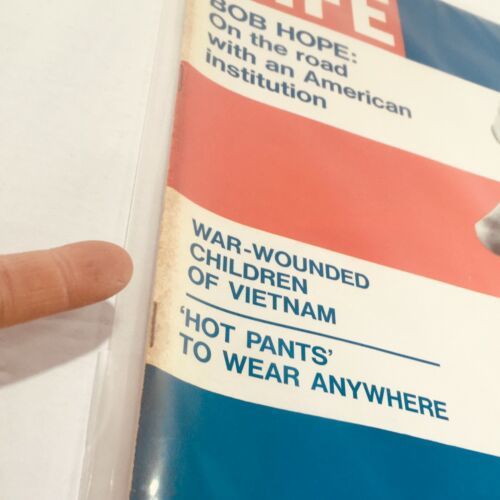 LIFE
BOB HOPE:
On the road
with an American
institution
WAR-WOUNDED
CHILDREN
OF VIETNAM
'HOT PANTS'
TO WEAR ANYWHERE